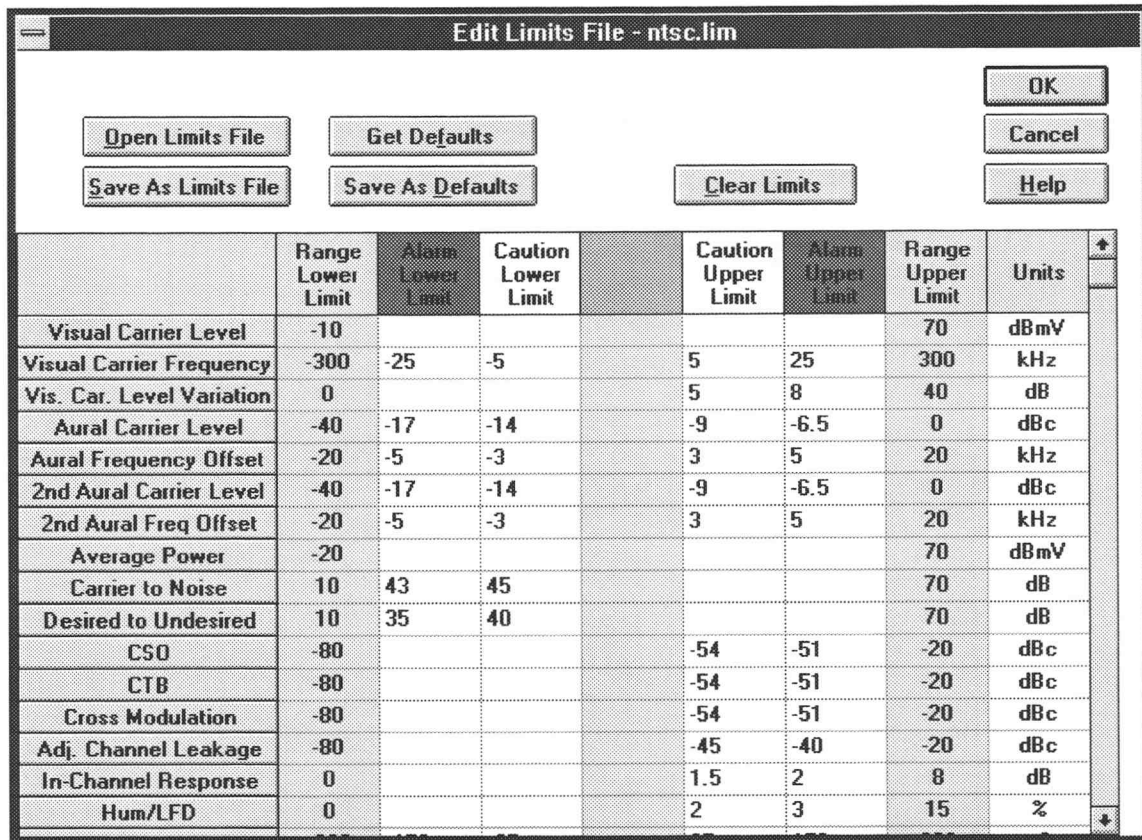 Edit Limits File - ntsc.lim
OK
Open Limits File Get Defaults Cancel
Save As Limits File Save As Defaults Clear Limits Help
Range Lower Limit Alarm Lower Limit Caution Lower Limit Caution Upper Limit Alarm Upper Limit Range Upper Limit Units
Visual Carrier Level -10 70 dBmV
Visual Carrier Frequency -300 -25 -5 5 25 300 kHz
Vis. Car. Level Variation 0 5 8 40 dB
Aural Carrier Level -40 -17 -14 -9 -6.5 0 dBc
Aural Frequency Offset -20 -5 -3 3 5 20 kHz
2nd Aural Carrier Level -40 -17 -14 -9 -6.5 0 dBc
2nd Aural Freq Offset -20 -5 -3 3 5 20 kHz
Average Power -20 70 dBmV
Carrier to Noise 10 43 45 70 dB
Desired to Undesired 10 35 40 70 dB
CSO -80 -54 -51 -20 dBc
CTB -80 -54 -51 -20 dBc
Cross Modulation -80 -54 -51 -20 dBc
Adj. Channel Leakage -80 -45 -40 -20 dBc
In-Channel Response 0 1.5 2 8 dB
Hum/LFD 0 2 3 15 %